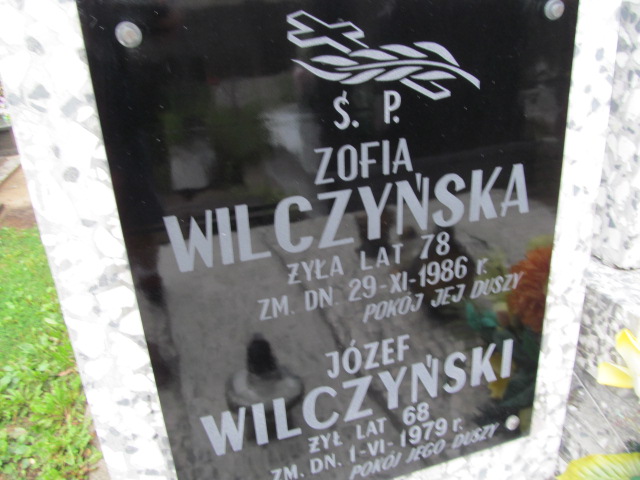 Ś. P.
ZOFIA
WILCZYŃSKA
ŻYŁA LAT 78
ZM. DN. 29-XI-1986 r.
POKÓJ JEJ DUSZY
JÓZEF
WILCZYŃSKI
ŻYŁ LAT 68
ZM. DN. 1-VI-1979 r.
POKÓJ JEGO DUSZY